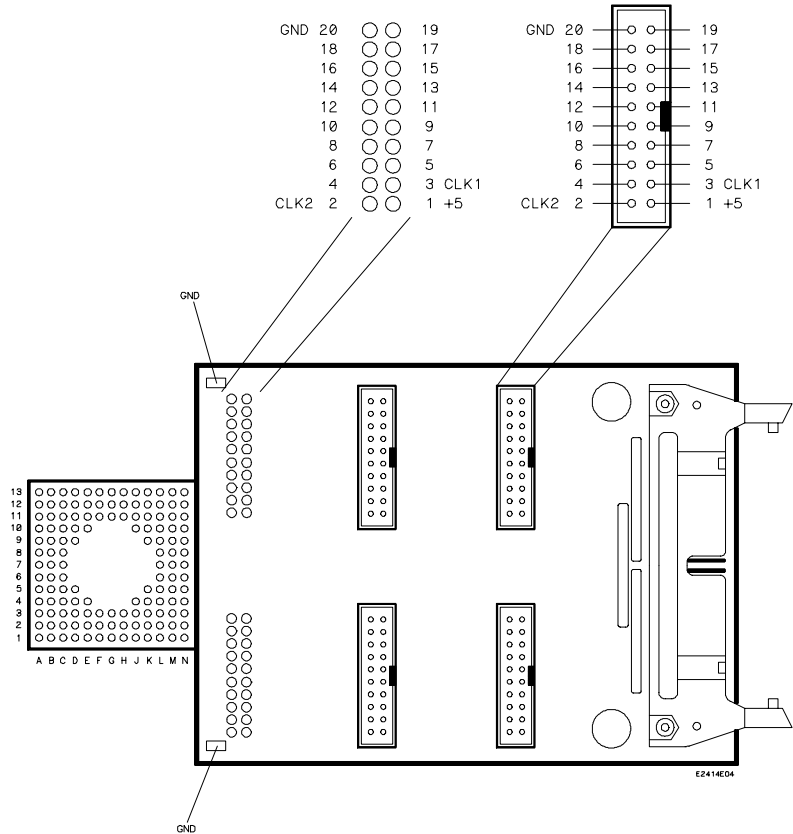 GND 20 19 GND 20 19
18 17 18 17
16 15 16 15
14 13 14 13
12 11 12 11
10 9 10 9
8 7 8 7
6 5 6 5
4 3 CLK1 4 3 CLK1
CLK2 2 1 +5 CLK2 2 1 +5
GND
13
12
11
10
9
8
7
6
5
4
3
2
1
A B C D E F G H J K L M N
E2414E04
GND